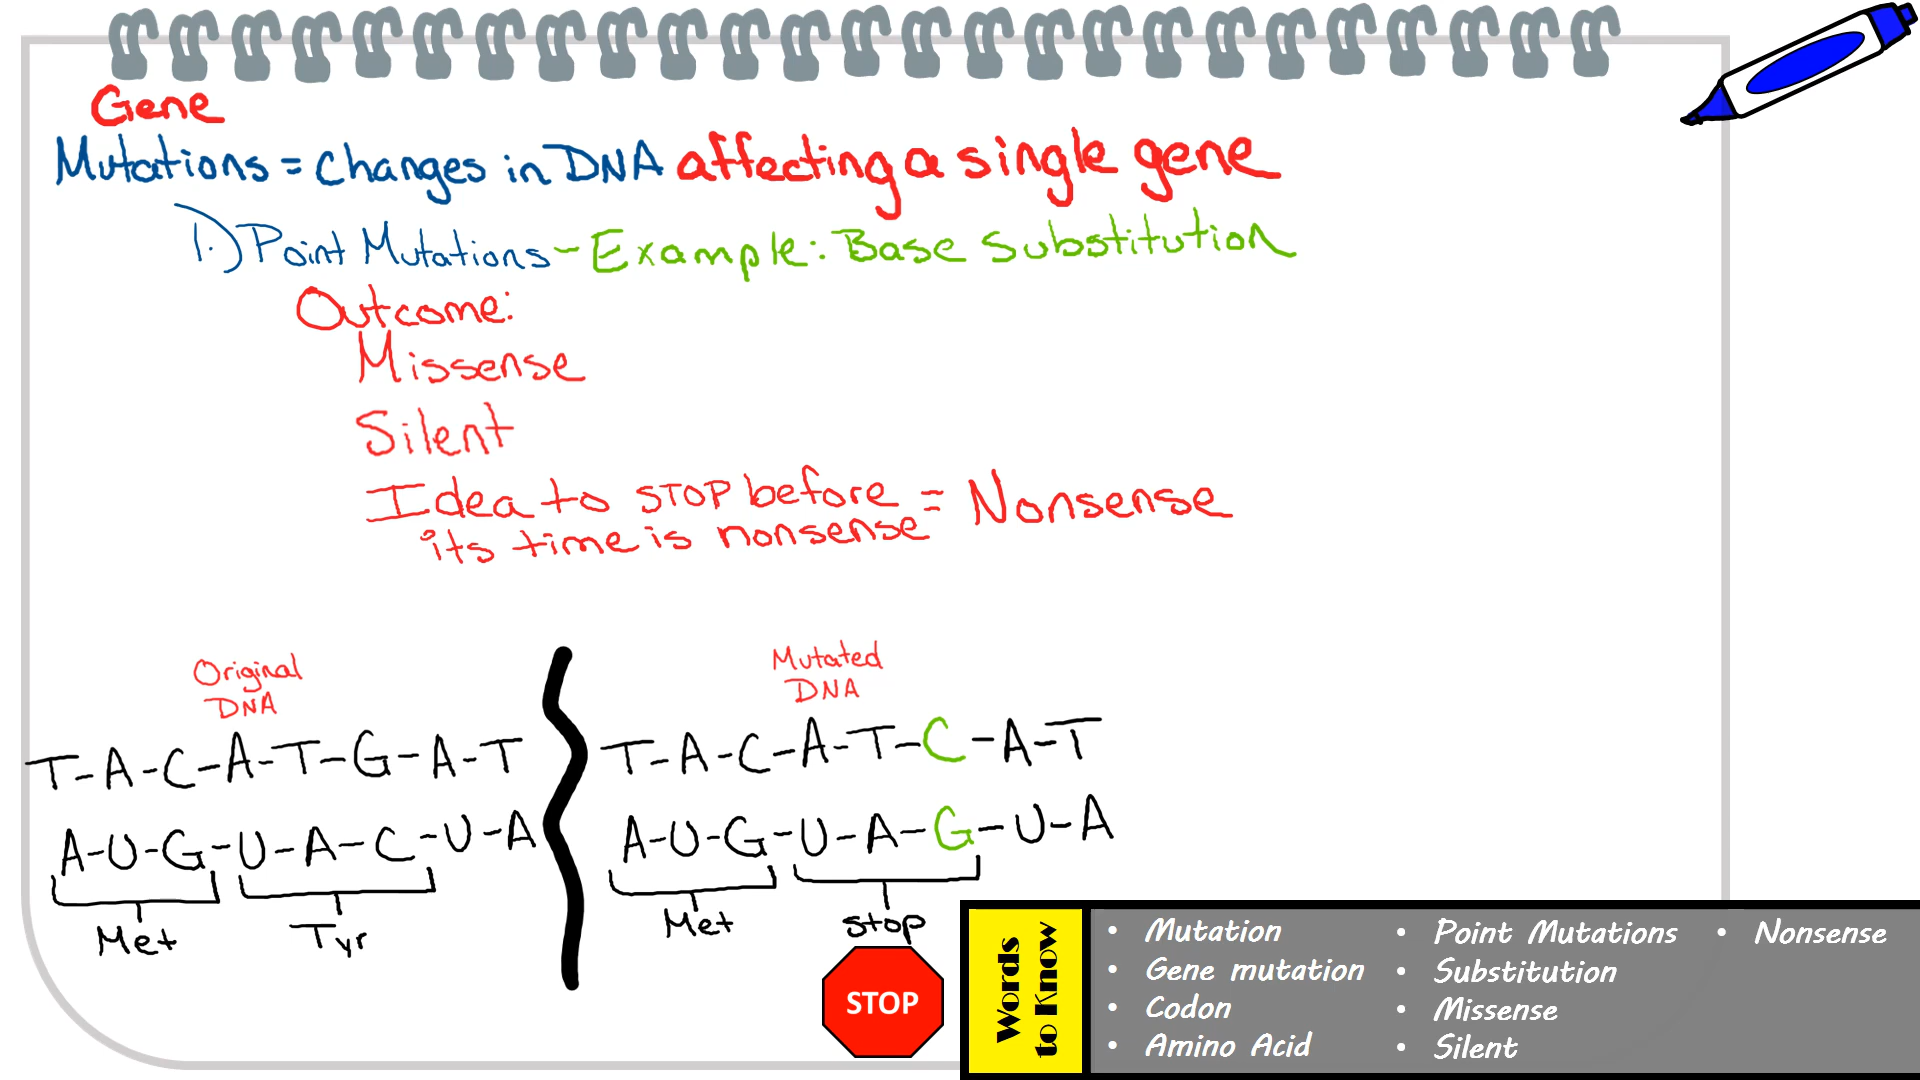 Gene
Mutations = Changes in DNA affecting a single gene
1.) Point Mutations - Example: Base Substitution
Outcome:
Missense
Silent
Idea to STOP before = Nonsense
its time is nonsense
Original
DNA
T-A-C-A-T-G-A-T
A-U-G-U-A-C-U-A
Met Tyr
Mutated
DNA
T-A-C-A-T-C-A-T
A-U-G-U-A-G-U-A
Met stop
STOP
Words
to Know
• Mutation
• Gene mutation
• Codon
• Amino Acid
• Point Mutations
• Substitution
• Missense
• Silent
• Nonsense